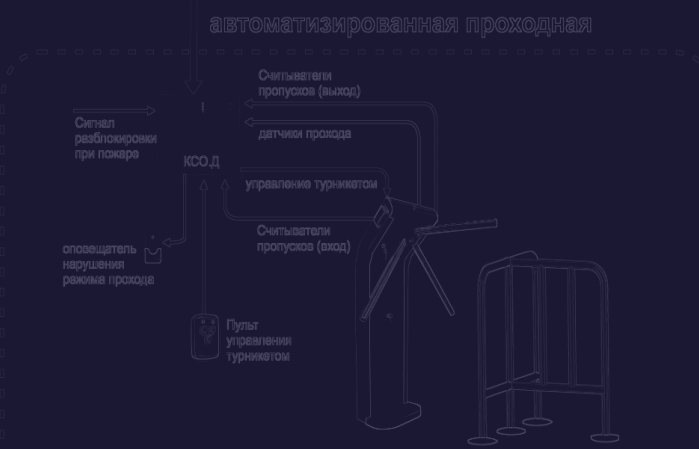 автоматизированная проходная
Считыватели
пропусков (выход)
Сигнал
разблокировки
при пожаре
датчики прохода
КСО.Д
управление турникетом
Считыватели
пропусков (вход)
оповещатель
нарушения
режима прохода
Пульт
управления
турникетом